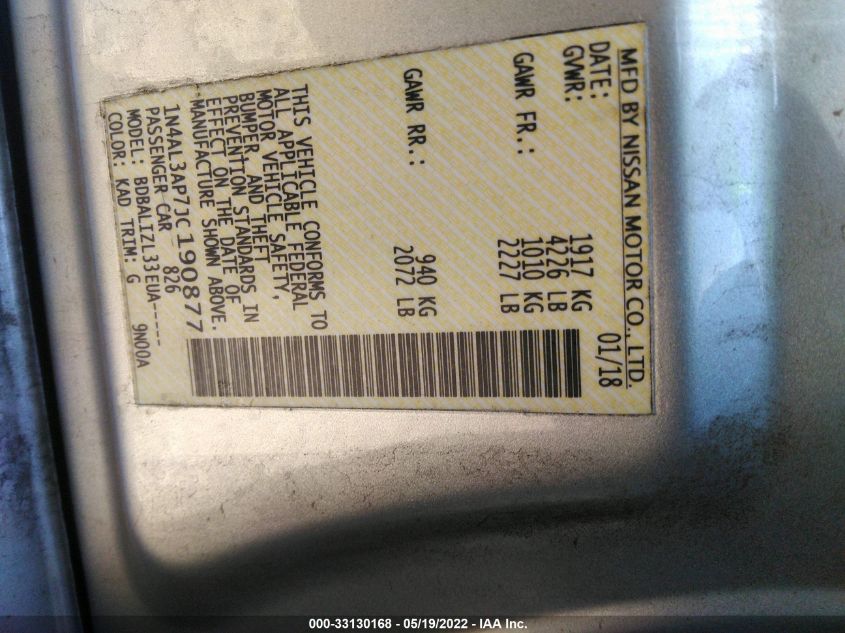 MFD BY NISSAN MOTOR CO., LTD.
DATE: 01/18
GVWR: 1917 KG
4226 LB
GAWR FR.: 1010 KG
2227 LB
GAWR RR.: 940 KG
2072 LB
THIS VEHICLE CONFORMS TO
ALL APPLICABLE FEDERAL
MOTOR VEHICLE SAFETY,
BUMPER, AND THEFT
PREVENTION STANDARDS IN
EFFECT ON THE DATE OF
MANUFACTURE SHOWN ABOVE.
1N4AL3AP7JC190877
PASSENGER CAR 826
MODEL: BDBALIZL33EUA-----
COLOR: KAD TRIM: G 9N00A
000-33130168 - 05/19/2022 - IAA Inc.